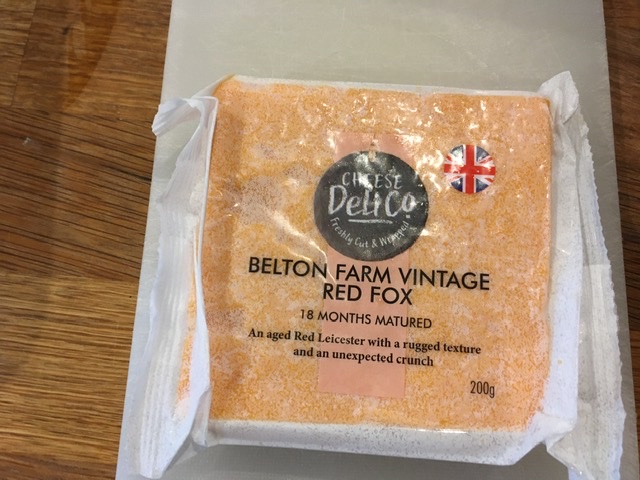 CHEESE
Deli Co
Freshly Cut & Wrapped
BELTON FARM VINTAGE
RED FOX
18 MONTHS MATURED
An aged Red Leicester with a rugged texture
and an unexpected crunch
200g